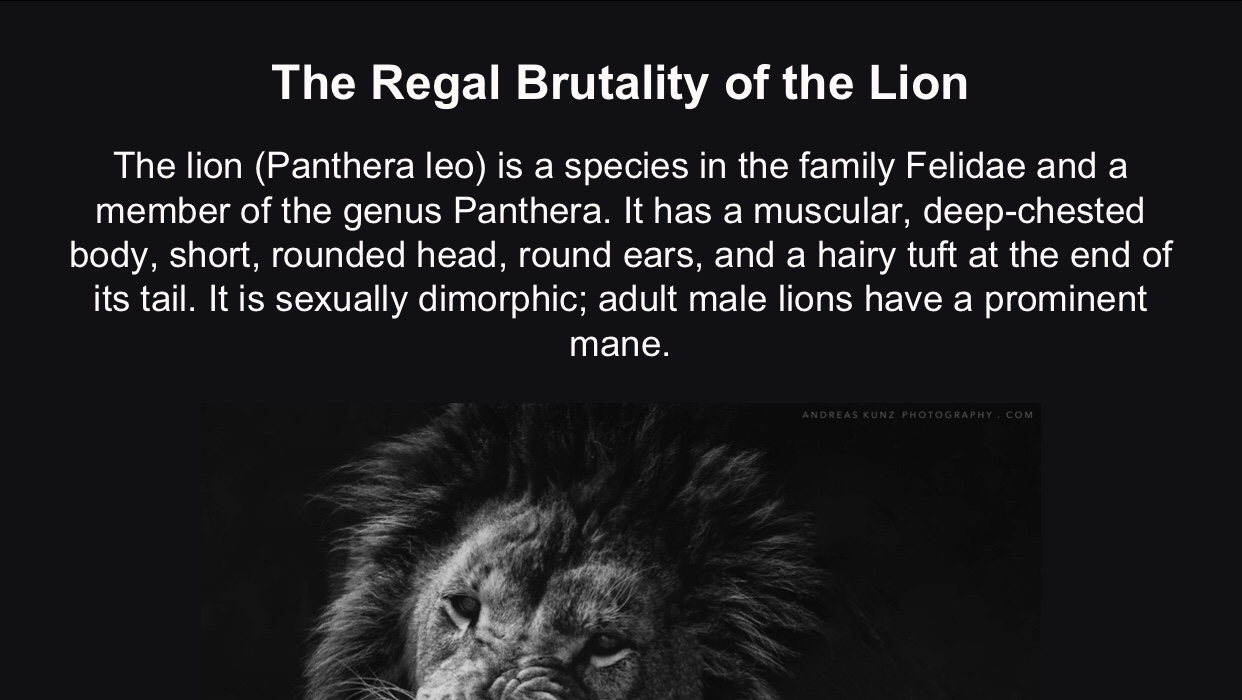 The Regal Brutality of the Lion
The lion (Panthera leo) is a species in the family Felidae and a
member of the genus Panthera. It has a muscular, deep-chested
body, short, rounded head, round ears, and a hairy tuft at the end of
its tail. It is sexually dimorphic; adult male lions have a prominent
mane.
ANDREAS KUNZ PHOTOGRAPHY . COM